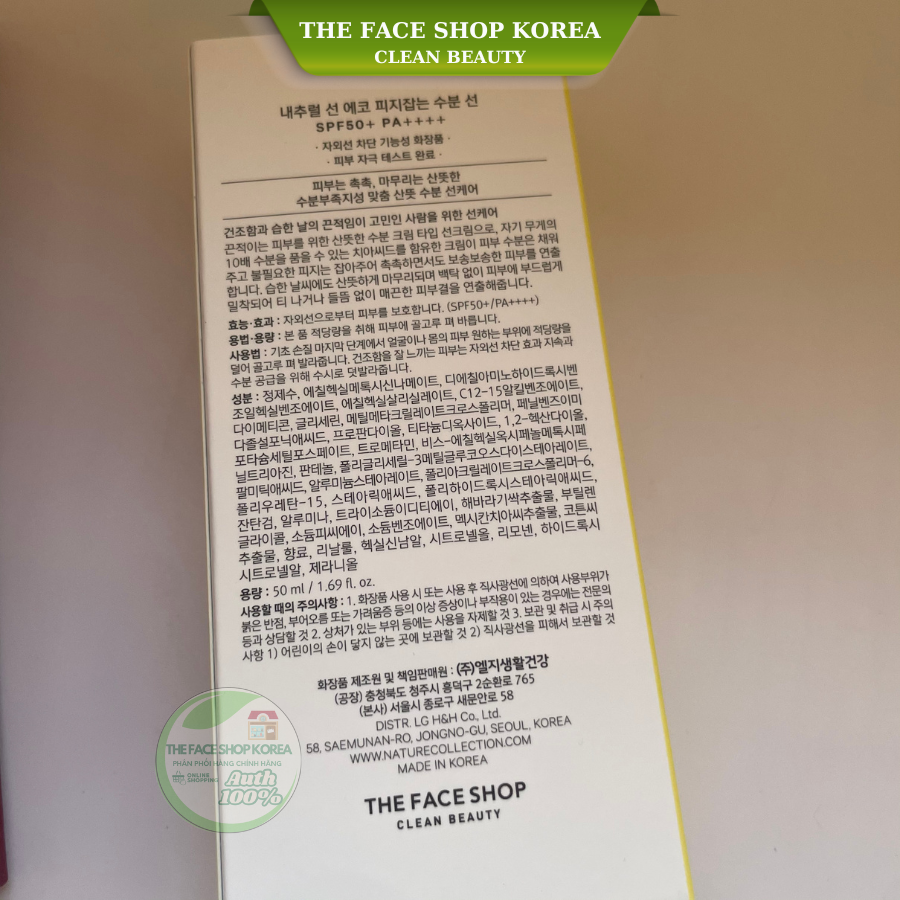 THE FACE SHOP KOREA
CLEAN BEAUTY
내추럴 선 에코 피지잡는 수분 선
SPF50+ PA++++
· 자외선 차단 기능성 화장품 ·
· 피부 자극 테스트 완료 ·
피부는 촉촉, 마무리는 산뜻한
수분부족지성 맞춤 산뜻 수분 선케어
건조함과 습한 날의 끈적임이 고민인 사람을 위한 선케어
끈적이는 피부를 위한 산뜻한 수분 크림 타입 선크림으로, 자기 무게의
10배 수분을 품을 수 있는 치아씨드를 함유한 크림이 피부 수분은 채워
주고 불필요한 피지는 잡아주어 촉촉하면서도 보송보송한 피부를 연출
합니다. 습한 날씨에도 산뜻하게 마무리되며 백탁 없이 피부에 부드럽게
밀착되어 티 나거나 들뜸 없이 매끈한 피부결을 연출해줍니다.
효능·효과 : 자외선으로부터 피부를 보호합니다. (SPF50+/PA++++)
용법·용량 : 본 품 적당량을 취해 피부에 골고루 펴 바릅니다.
사용법 : 기초 손질 마지막 단계에서 얼굴이나 몸의 피부 원하는 부위에 적당량을
덜어 골고루 펴 발라줍니다. 건조함을 잘 느끼는 피부는 자외선 차단 효과 지속과
수분 공급을 위해 수시로 덧발라줍니다.
성분 : 정제수, 에칠헥실메톡시신나메이트, 디에칠아미노하이드록시벤
조일헥실벤조에이트, 에칠헥실살리실레이트, C12-15알킬벤조에이트,
다이메티콘, 글리세린, 메틸메타크릴레이트크로스폴리머, 페닐벤즈이미
다졸설포닉애씨드, 프로판다이올, 티타늄디옥사이드, 1,2-헥산다이올,
포타슘세틸포스페이트, 트로메타민, 비스-에칠헥실옥시페놀메톡시페
닐트리아진, 판테놀, 폴리글리세릴-3메틸글루코오스다이스테아레이트,
팔미틱애씨드, 알루미늄스테아레이트, 폴리아크릴레이트크로스폴리머-6,
폴리우레탄-15, 스테아릭애씨드, 폴리하이드록시스테아릭애씨드,
잔탄검, 알루미나, 트라이소듐이디티에이, 해바라기싹추출물, 부틸렌
글라이콜, 소듐피씨에이, 소듐벤조에이트, 멕시칸치아씨추출물, 코튼씨
추출물, 향료, 리날룰, 헥실신남알, 시트로넬올, 리모넨, 하이드록시
시트로넬알, 제라니올
용량 : 50 ml / 1.69 fl. oz.
사용할 때의 주의사항 : 1. 화장품 사용 시 또는 사용 후 직사광선에 의하여 사용부위가
붉은 반점, 부어오름 또는 가려움증 등의 이상 증상이나 부작용이 있는 경우에는 전문의
등과 상담할 것 2. 상처가 있는 부위 등에는 사용을 자제할 것 3. 보관 및 취급 시 주의
사항 1) 어린이의 손이 닿지 않는 곳에 보관할 것 2) 직사광선을 피해서 보관할 것
화장품 제조원 및 책임판매원 : (주)엘지생활건강
(공장) 충청북도 청주시 흥덕구 2순환로 765
(본사) 서울시 종로구 새문안로 58
DISTR. LG H&H Co., Ltd.
58, SAEMUNAN-RO, JONGNO-GU, SEOUL, KOREA
WWW.NATURECOLLECTION.COM
MADE IN KOREA
THE FACE SHOP
CLEAN BEAUTY
THE FACE SHOP KOREA
PHÂN PHỐI HÀNG CHÍNH HÃNG
ONLINE
SHOPPING
Auth
100%